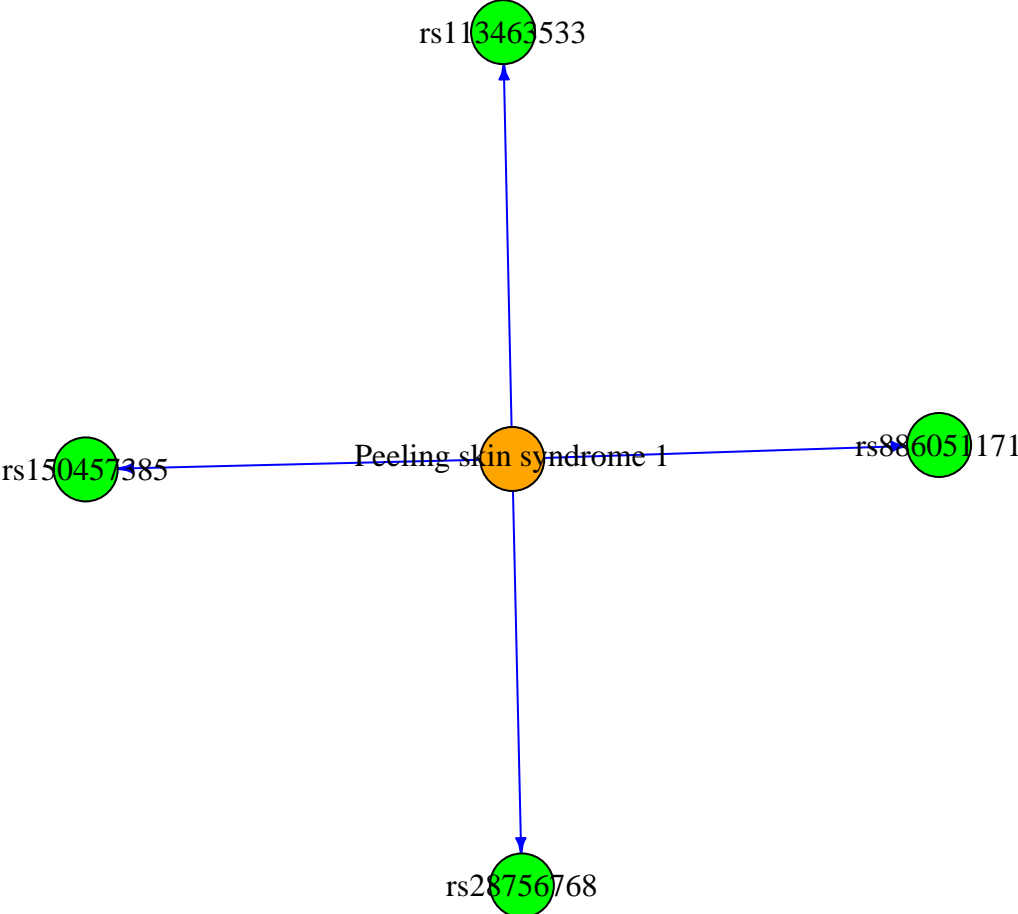 rs113463533
Peeling skin syndrome 1
rs886051171
rs150457385
rs28756768